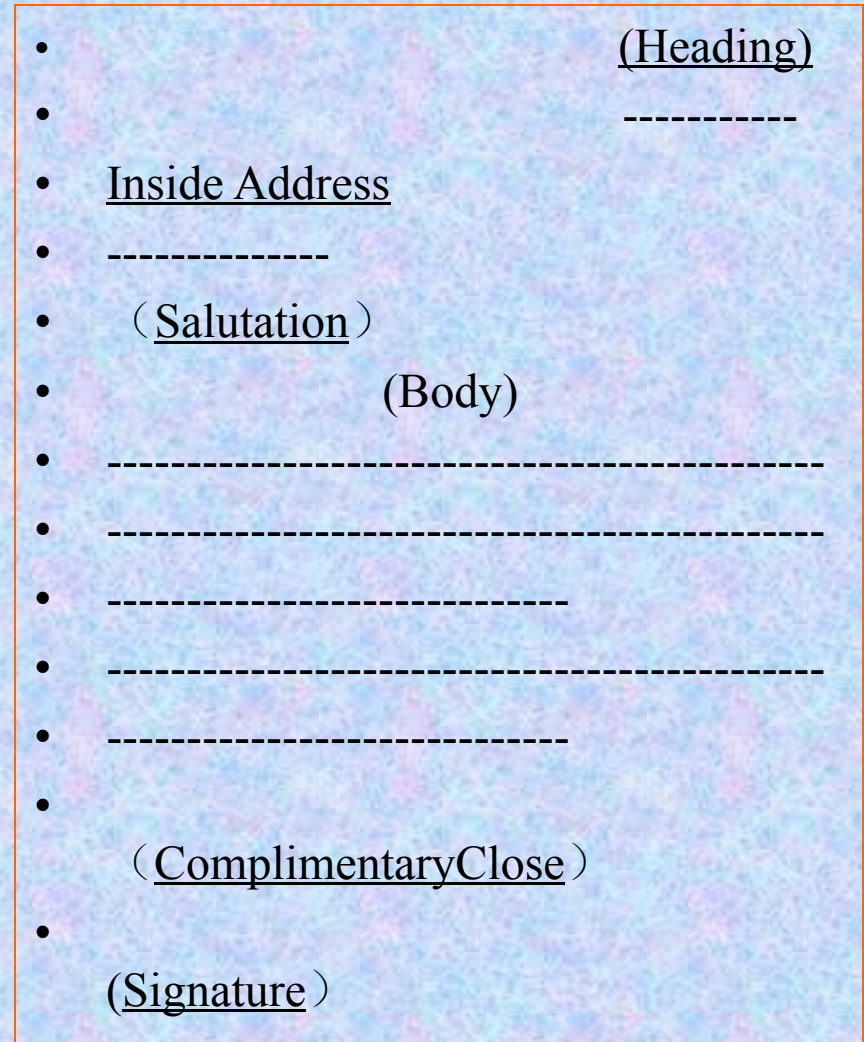 • (Heading)
• -----------
• Inside Address
• --------------
• （Salutation）
• (Body)
• ---------------------------------------------
• ---------------------------------------------
• -----------------------------
• ---------------------------------------------
• -----------------------------
•
（ComplimentaryClose）
•
(Signature）